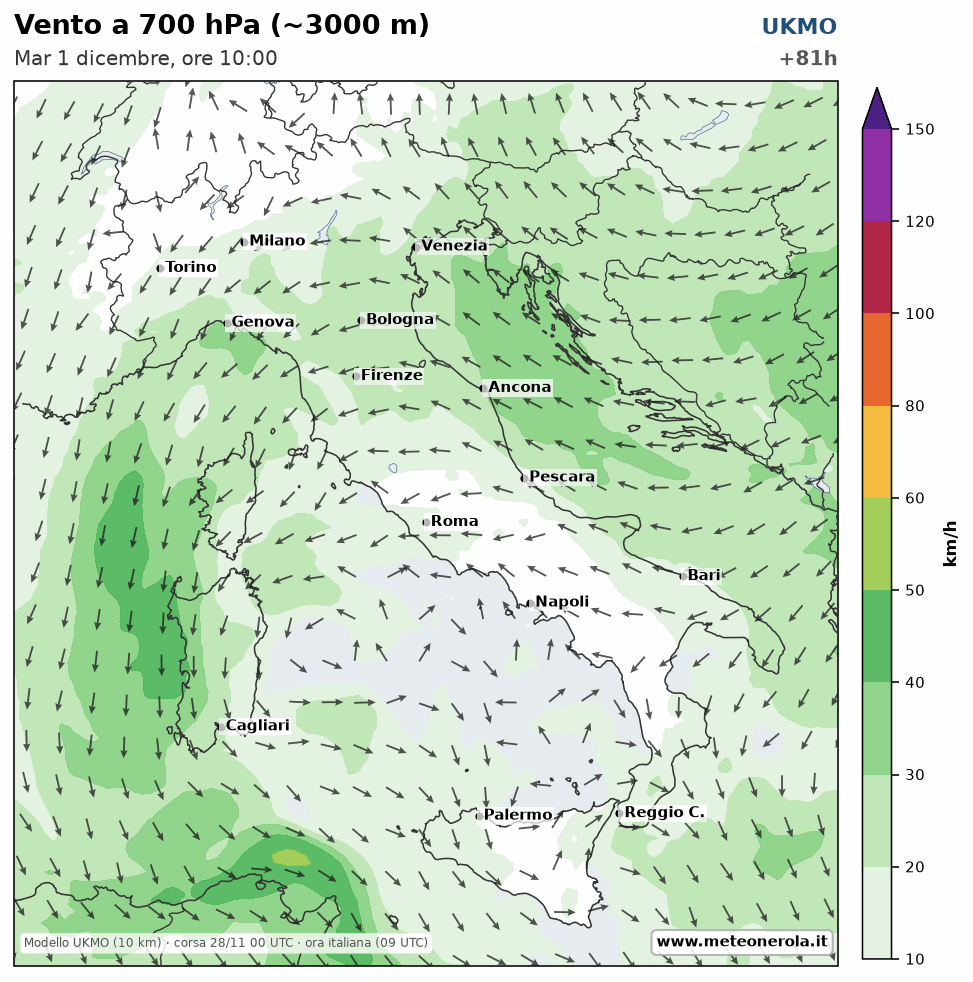 Vento a 700 hPa (~3000 m)
UKMO
Mar 1 dicembre, ore 10:00
+81h
150
120
100
80
60
50
40
30
20
10
km/h
Milano
Venezia
Torino
Genova
Bologna
Firenze
Ancona
Pescara
Roma
Bari
Napoli
Cagliari
Palermo
Reggio C.
Modello UKMO (10 km) · corsa 28/11 00 UTC · ora italiana (09 UTC)
www.meteonerola.it